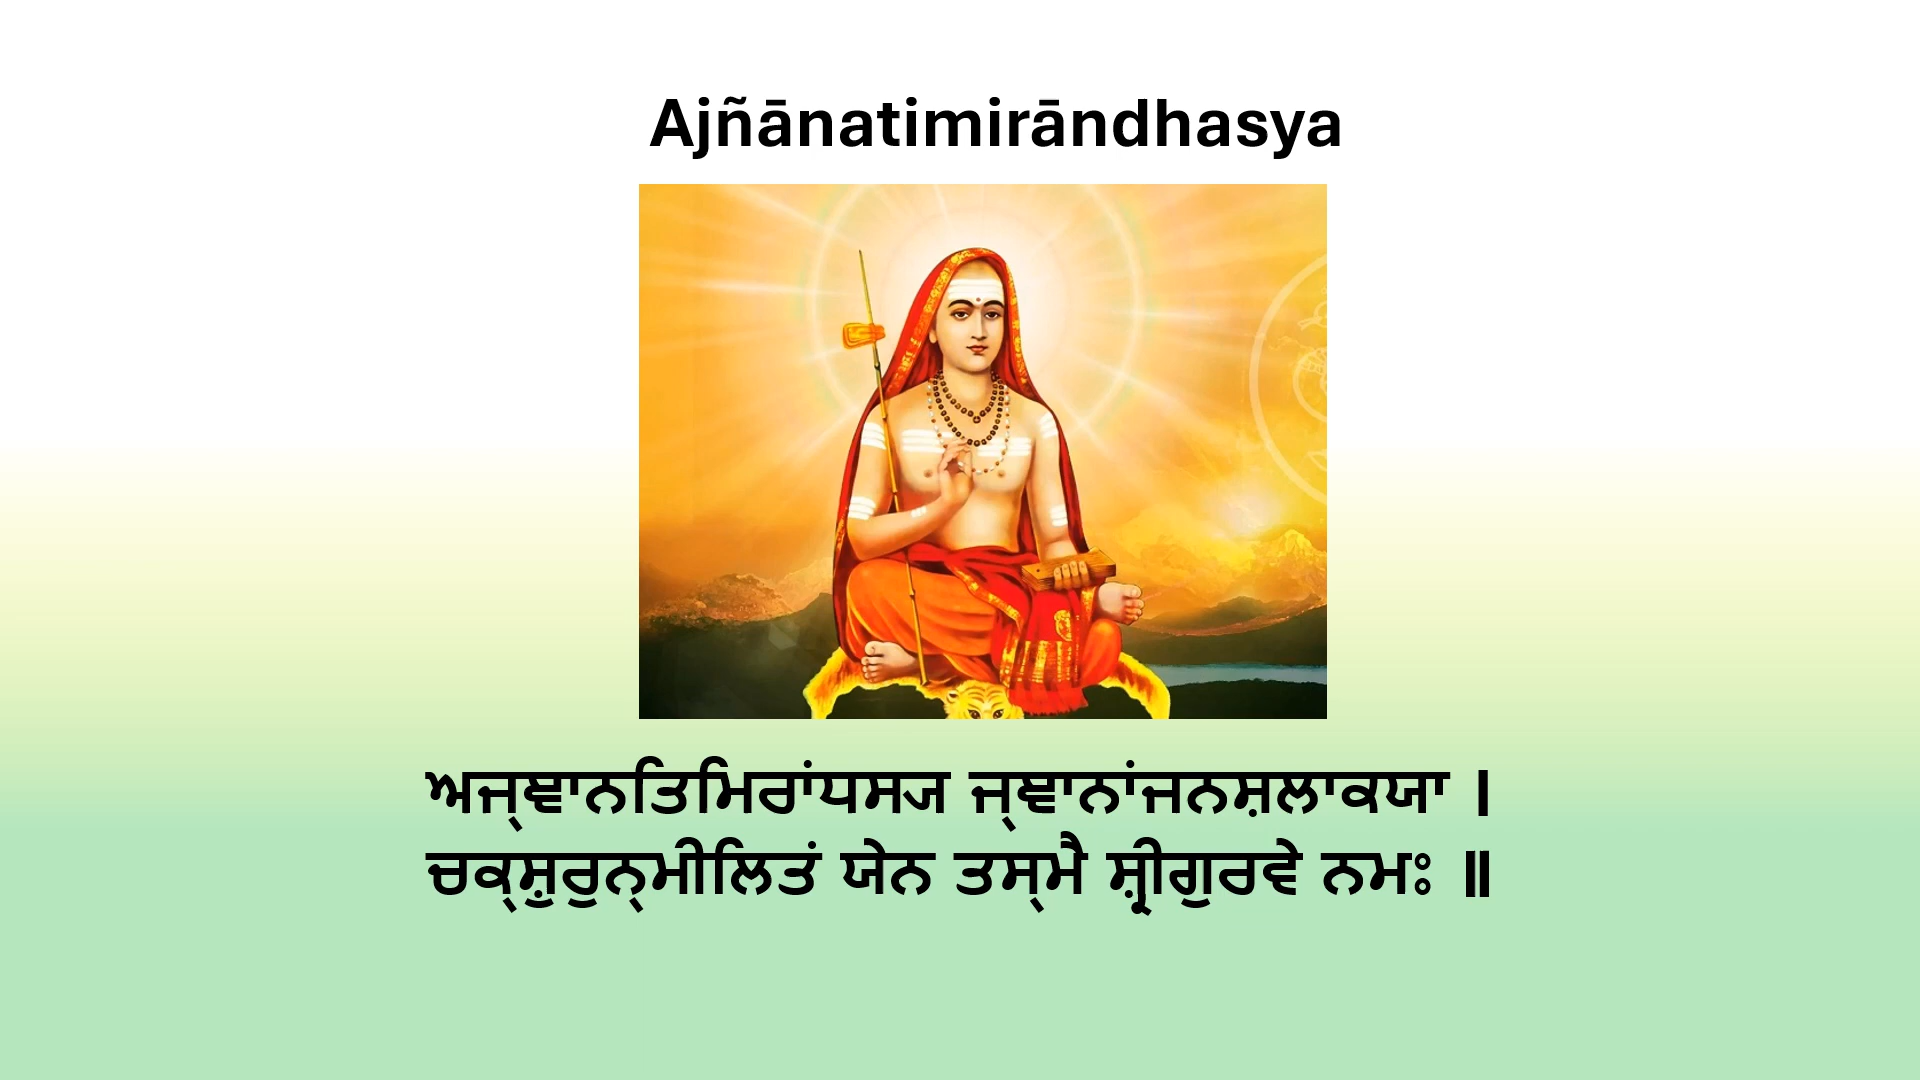 Ajñānatimirāndhasya
ਅਜ੍ਞਾਨਤਿਮਿਰਾਂਧਸ੍ਯ ਜ੍ਞਾਨਾਂਜਨਸ਼ਲਾਕਯਾ ।
ਚਕ੍ਸ਼ੁਰੁਨ੍ਮੀਲਿਤਂ ਯੇਨ ਤਸ੍ਮੈ ਸ਼੍ਰੀਗੁਰਵੇ ਨਮਃ ॥